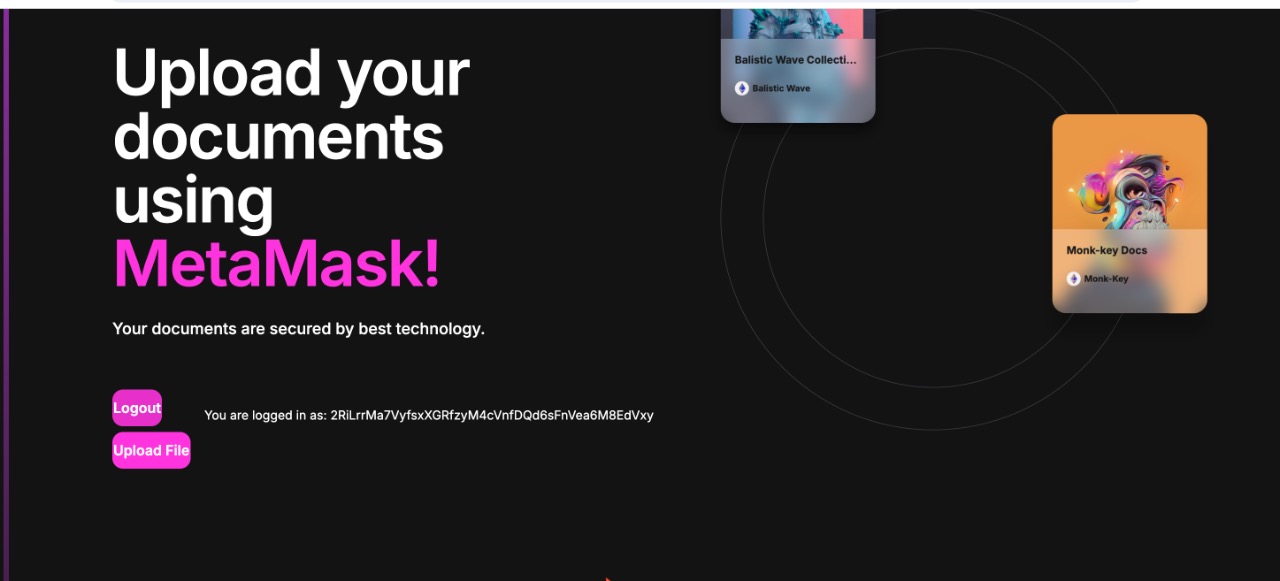 Upload your
documents
using
MetaMask!
Your documents are secured by best technology.
Logout
You are logged in as: 2RiLrrMa7VyfsxXGRfzyM4cVnfDQd6sFnVea6M8EdVxy
Upload File
Balistic Wave Collecti...
Balistic Wave
Monk-key Docs
Monk-Key